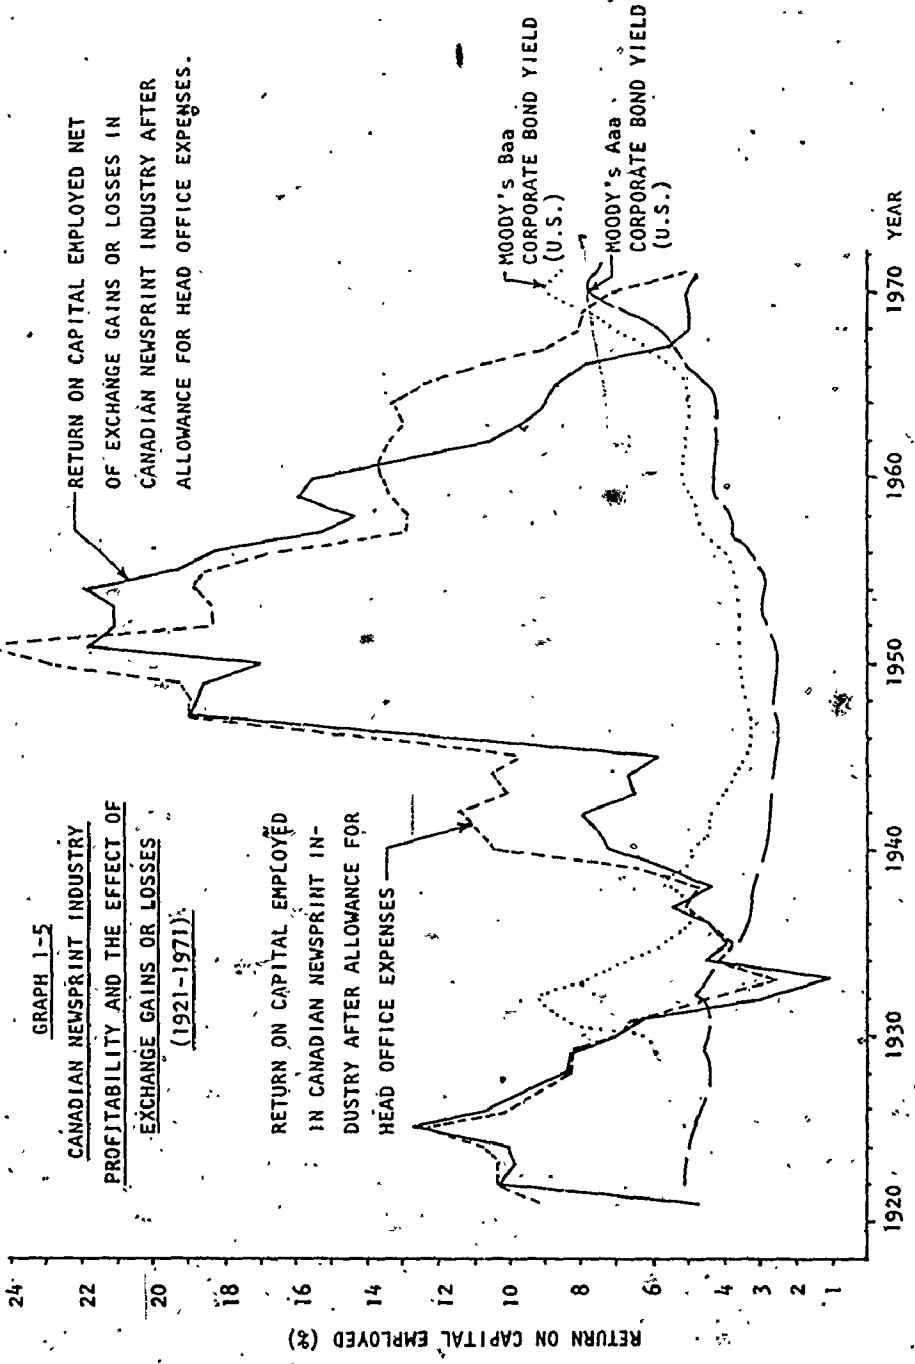 GRAPH 1-5
CANADIAN NEWSPRINT INDUSTRY
PROFITABILITY AND THE EFFECT OF
EXCHANGE GAINS OR LOSSES
(1921-1971)
RETURN ON CAPITAL EMPLOYED NET
OF EXCHANGE GAINS OR LOSSES IN
CANADIAN NEWSPRINT INDUSTRY AFTER
ALLOWANCE FOR HEAD OFFICE EXPENSES.
RETURN ON CAPITAL EMPLOYED
IN CANADIAN NEWSPRINT IN-
DUSTRY AFTER ALLOWANCE FOR
HEAD OFFICE EXPENSES
MOODY's Baa
CORPORATE BOND YIELD
(U.S.)
MOODY's Aaa
CORPORATE BOND YIELD
(U.S.)
RETURN ON CAPITAL EMPLOYED (%)
24
22
20
18
16
14
12
10
8
6
4
3
2
1
1920
1930
1940
1950
1960
1970
YEAR